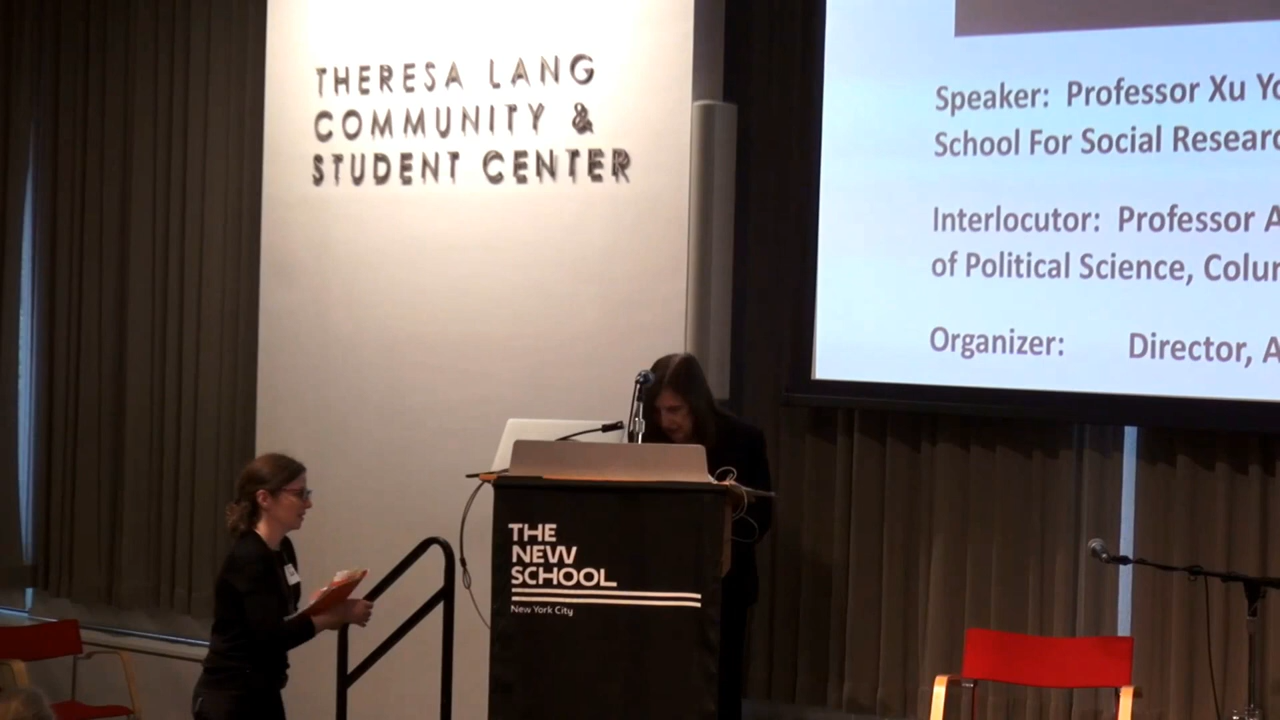 THERESA LANG
COMMUNITY &
STUDENT CENTER
Speaker: Professor Xu
School For Social
Interlocutor: Professor
of Political Science,
Organizer: Director,
THE
NEW
SCHOOL
New York City